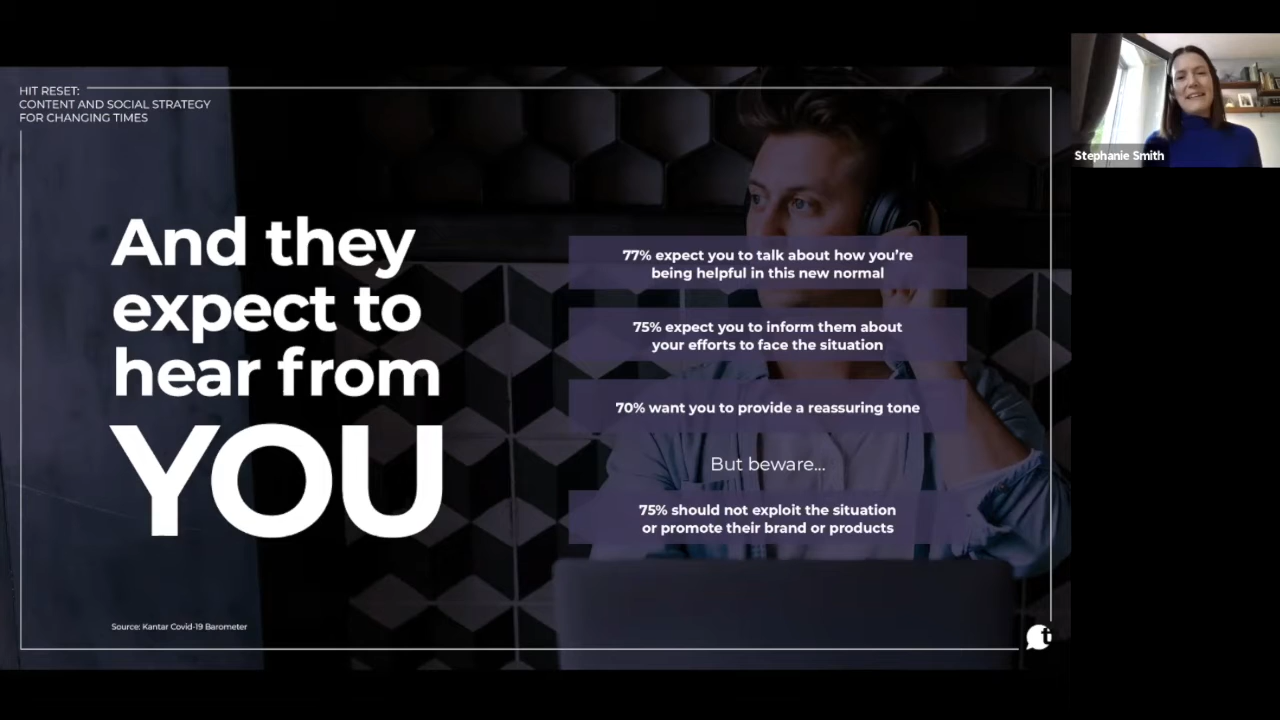 HIT RESET:
CONTENT AND SOCIAL STRATEGY
FOR CHANGING TIMES
And they
expect to
hear from
YOU
77% expect you to talk about how you’re
being helpful in this new normal
75% expect you to inform them about
your efforts to face the situation
70% want you to provide a reassuring tone
But beware...
75% should not exploit the situation
or promote their brand or products
Source: Kantar Covid-19 Barometer
t
Stephanie Smith